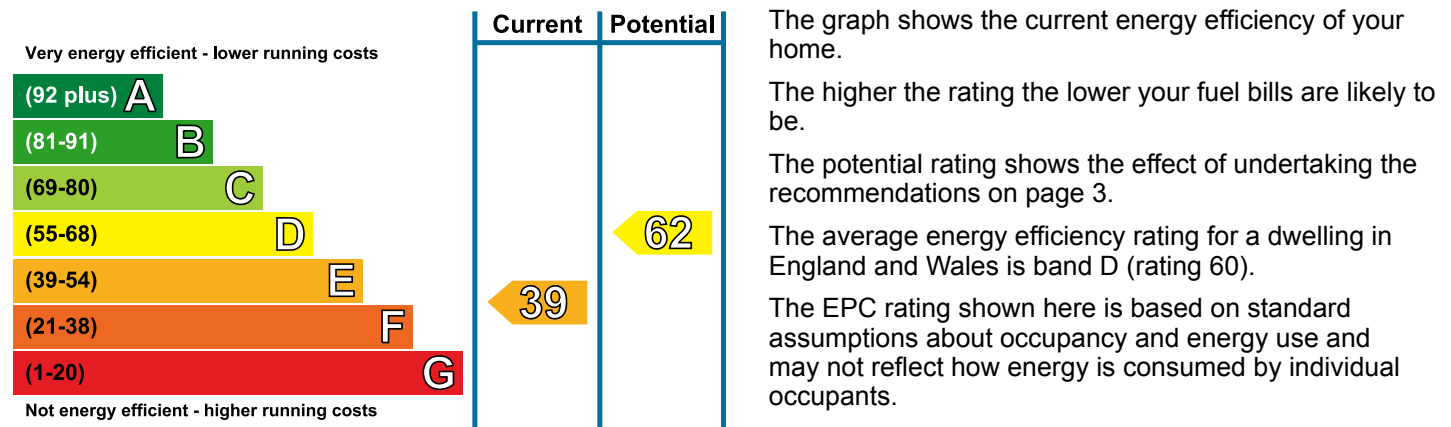 Current Potential
Very energy efficient - lower running costs
(92 plus) A
(81-91) B
(69-80) C
(55-68) D
62
(39-54) E
39
(21-38) F
(1-20) G
Not energy efficient - higher running costs
The graph shows the current energy efficiency of your
home.
The higher the rating the lower your fuel bills are likely to
be.
The potential rating shows the effect of undertaking the
recommendations on page 3.
The average energy efficiency rating for a dwelling in
England and Wales is band D (rating 60).
The EPC rating shown here is based on standard
assumptions about occupancy and energy use and
may not reflect how energy is consumed by individual
occupants.